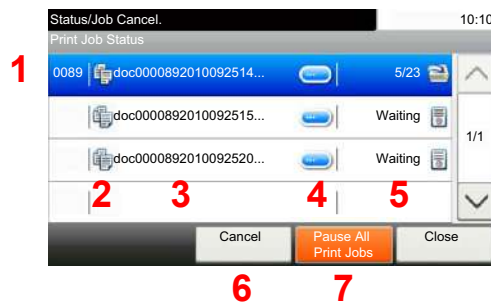 Status/Job Cancel. 10:10
Print Job Status
1 0089 doc0000892010092514... 5/23
doc0000892010092515... Waiting
1/1
doc0000892010092520... Waiting
2 3 4 5
Cancel Pause All Print Jobs Close
6 7